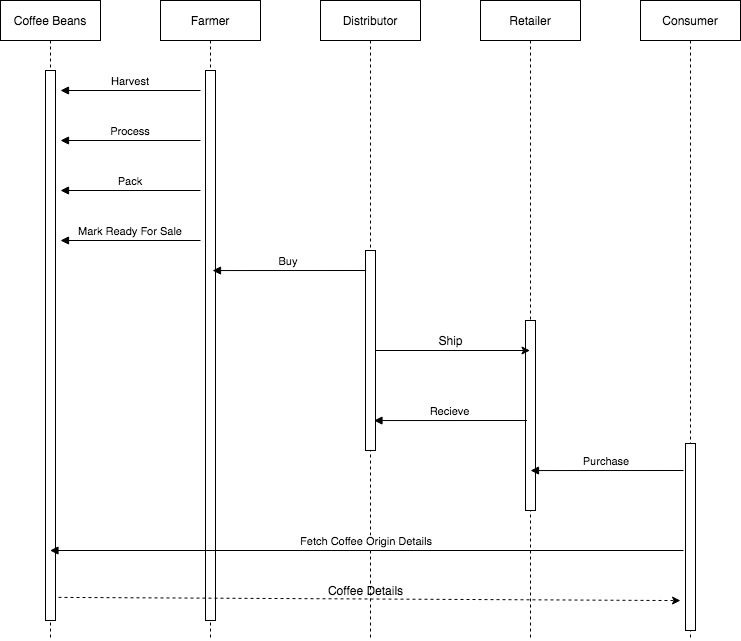 Coffee Beans
Farmer
Distributor
Retailer
Consumer
Harvest
Process
Pack
Mark Ready For Sale
Buy
Ship
Recieve
Purchase
Fetch Coffee Origin Details
Coffee Details